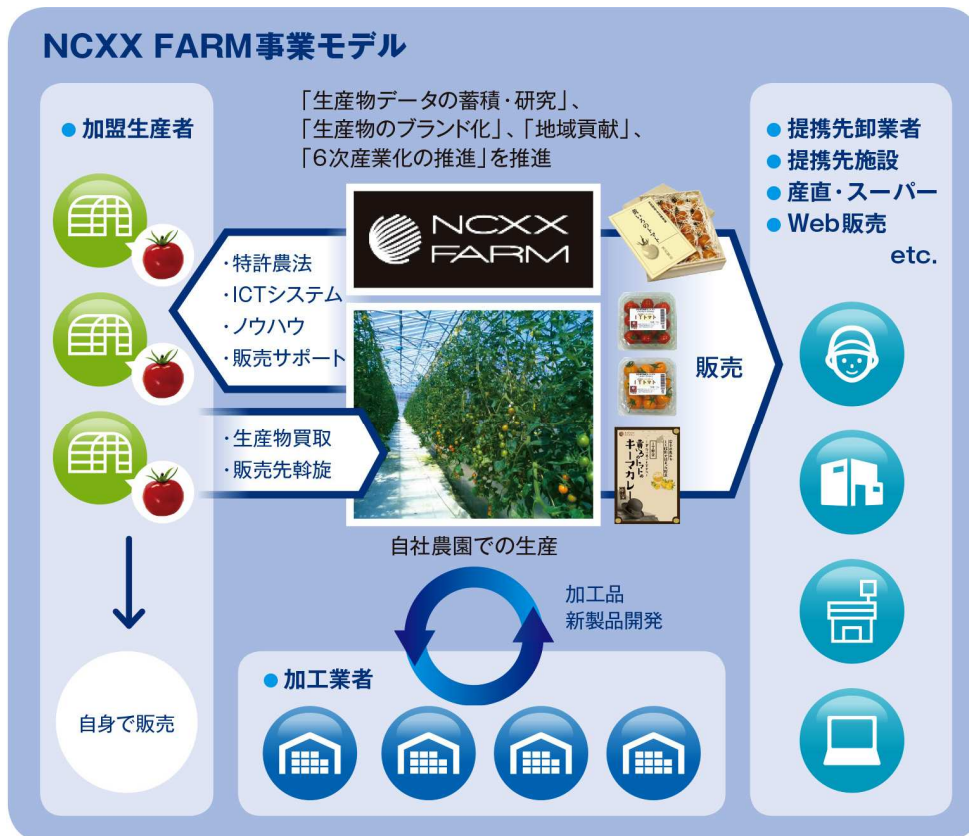 NCXX FARM事業モデル
● 加盟生産者
「生産物データの蓄積・研究」、
「生産物のブランド化」、「地域貢献」、
「6次産業化の推進」を推進
● 提携先卸業者
● 提携先施設
● 産直・スーパー
● Web販売
etc.
NCXX
FARM
・特許農法
・ICTシステム
・ノウハウ
・販売サポート
販売
・生産物買取
・販売先斡旋
キーマカレー
自社農園での生産
加工品
新製品開発
● 加工業者
自身で販売